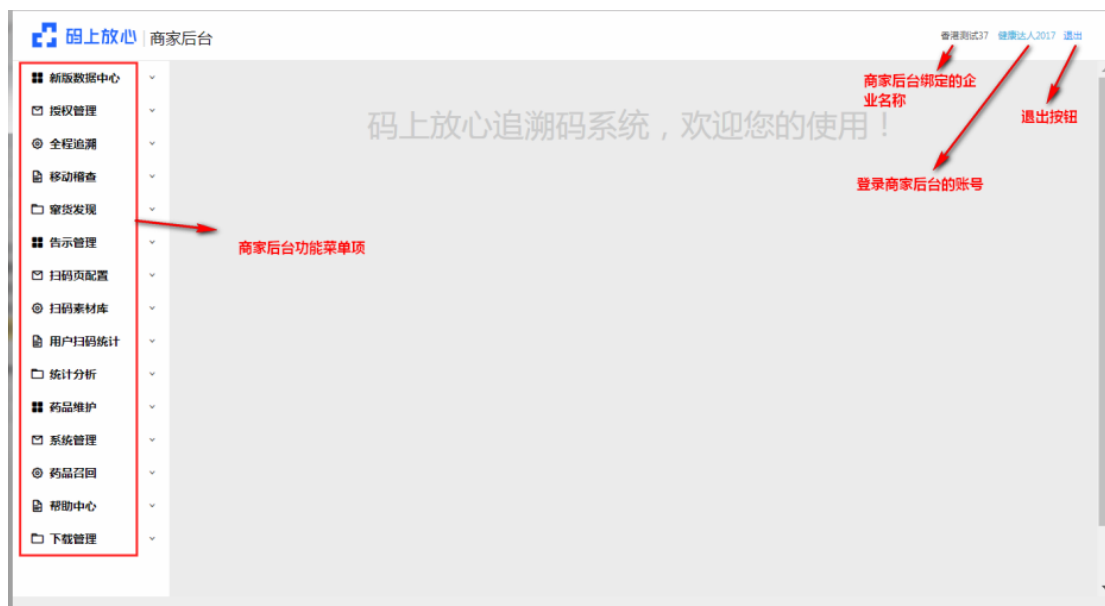 码上放心 | 商家后台
香港测试37 健康达人2017 退出
商家后台绑定的企
业名称
退出按钮
登录商家后台的账号
码上放心追溯码系统，欢迎您的使用！
商家后台功能菜单项
新版数据中心
授权管理
全程追溯
移动稽查
窜货发现
告示管理
扫码页配置
扫码素材库
用户扫码统计
统计分析
药品维护
系统管理
药品召回
帮助中心
下载管理